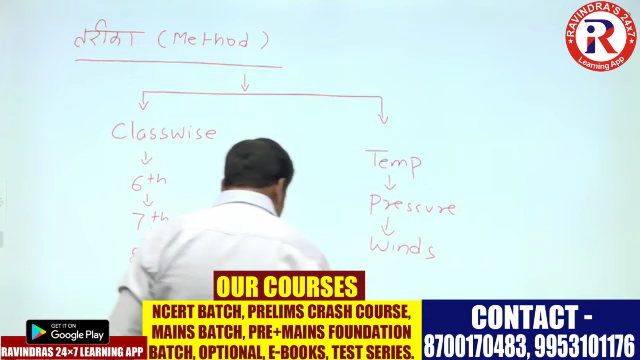 तरीका (Method)
Classwise
6th
7th
8
Temp
Pressure
Winds
RAVINDRA'S 24x7
R
Learning App
OUR COURSES
NCERT BATCH, PRELIMS CRASH COURSE,
MAINS BATCH, PRE+MAINS FOUNDATION
BATCH, OPTIONAL, E-BOOKS, TEST SERIES.
GET IT ON
Google Play
RAVINDRAS 24×7 LEARNING APP
CONTACT -
8700170483, 9953101176